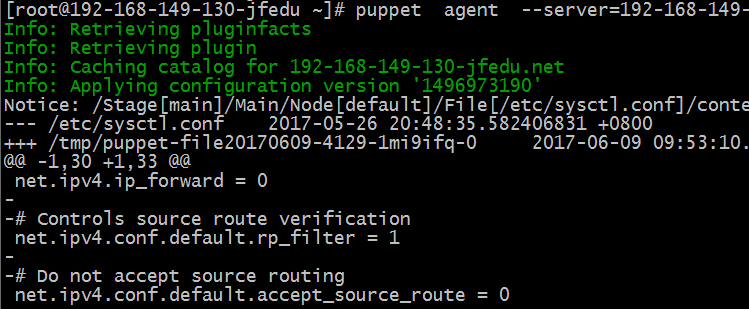 [root@192-168-149-130-jfedu ~]# puppet  agent  --server=192-168-149-
Info: Retrieving pluginfacts
Info: Retrieving plugin
Info: Caching catalog for 192-168-149-130-jfedu.net
Info: Applying configuration version '1496973190'
Notice: /Stage[main]/Main/Node[default]/File[/etc/sysctl.conf]/conte
--- /etc/sysctl.conf    2017-05-26 20:48:35.582406831 +0800
+++ /tmp/puppet-file20170609-4129-1mi9ifq-0     2017-06-09 09:53:10.
@@ -1,30 +1,33 @@
 net.ipv4.ip_forward = 0
-
-# Controls source route verification
 net.ipv4.conf.default.rp_filter = 1
-
-# Do not accept source routing
 net.ipv4.conf.default.accept_source_route = 0